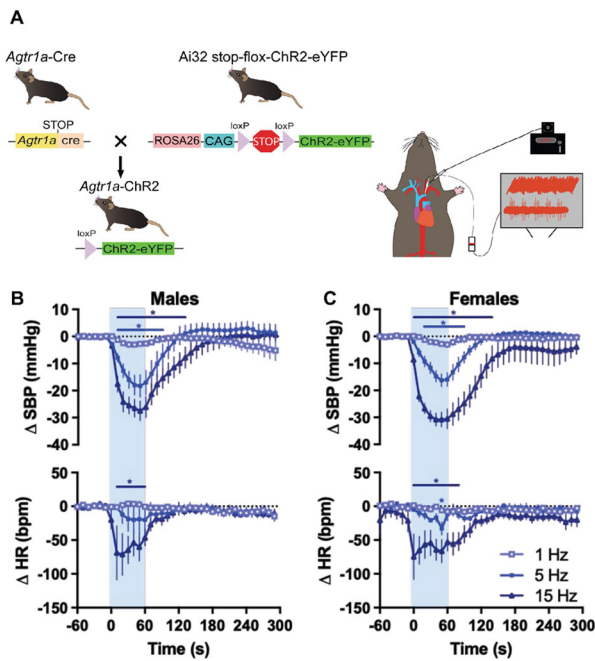 A
Agtr1a-Cre
Ai32 stop-flox-ChR2-eYFP
STOP
Agtr1a cre
×
loxP loxP
ROSA26 CAG STOP ChR2-eYFP
Agtr1a-ChR2
loxP
ChR2-eYFP
B Males
C Females
Δ SBP (mmHg)
10
0
-10
-20
-30
-40
*
*
Δ SBP (mmHg)
10
0
-10
-20
-30
-40
*
*
Δ HR (bpm)
50
0
-50
-100
-150
*
-60 0 60 120 180 240 300
Time (s)
Δ HR (bpm)
50
0
-50
-100
-150
*
*
1 Hz
5 Hz
15 Hz
-60 0 60 120 180 240 300
Time (s)